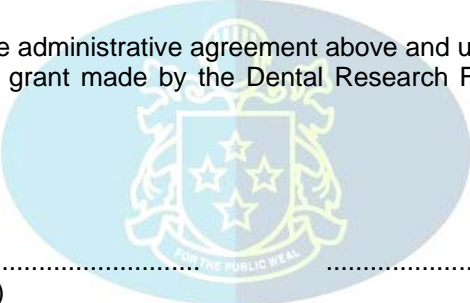 e administrative agreement above and u
grant made by the Dental Research F
FOR THE PUBLIC WEAL
............................ ....................
)